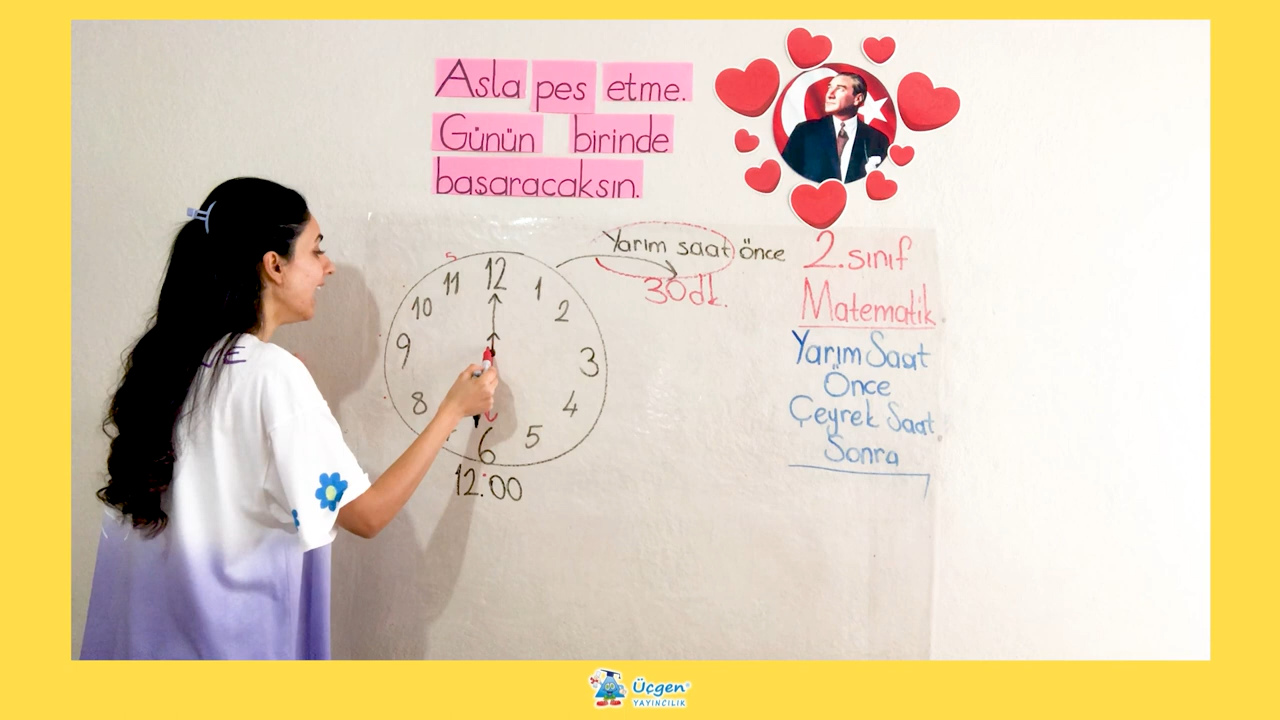 Asla pes etme.
Günün birinde
başaracaksın.
Yarım saat önce
30dk.
2. sınıf
Matematik
Yarım Saat
Önce
Çeyrek Saat
Sonra
12
11
1
10
2
9
3
8
4
5
6
12:00
Üçgen
YAYINCILIK